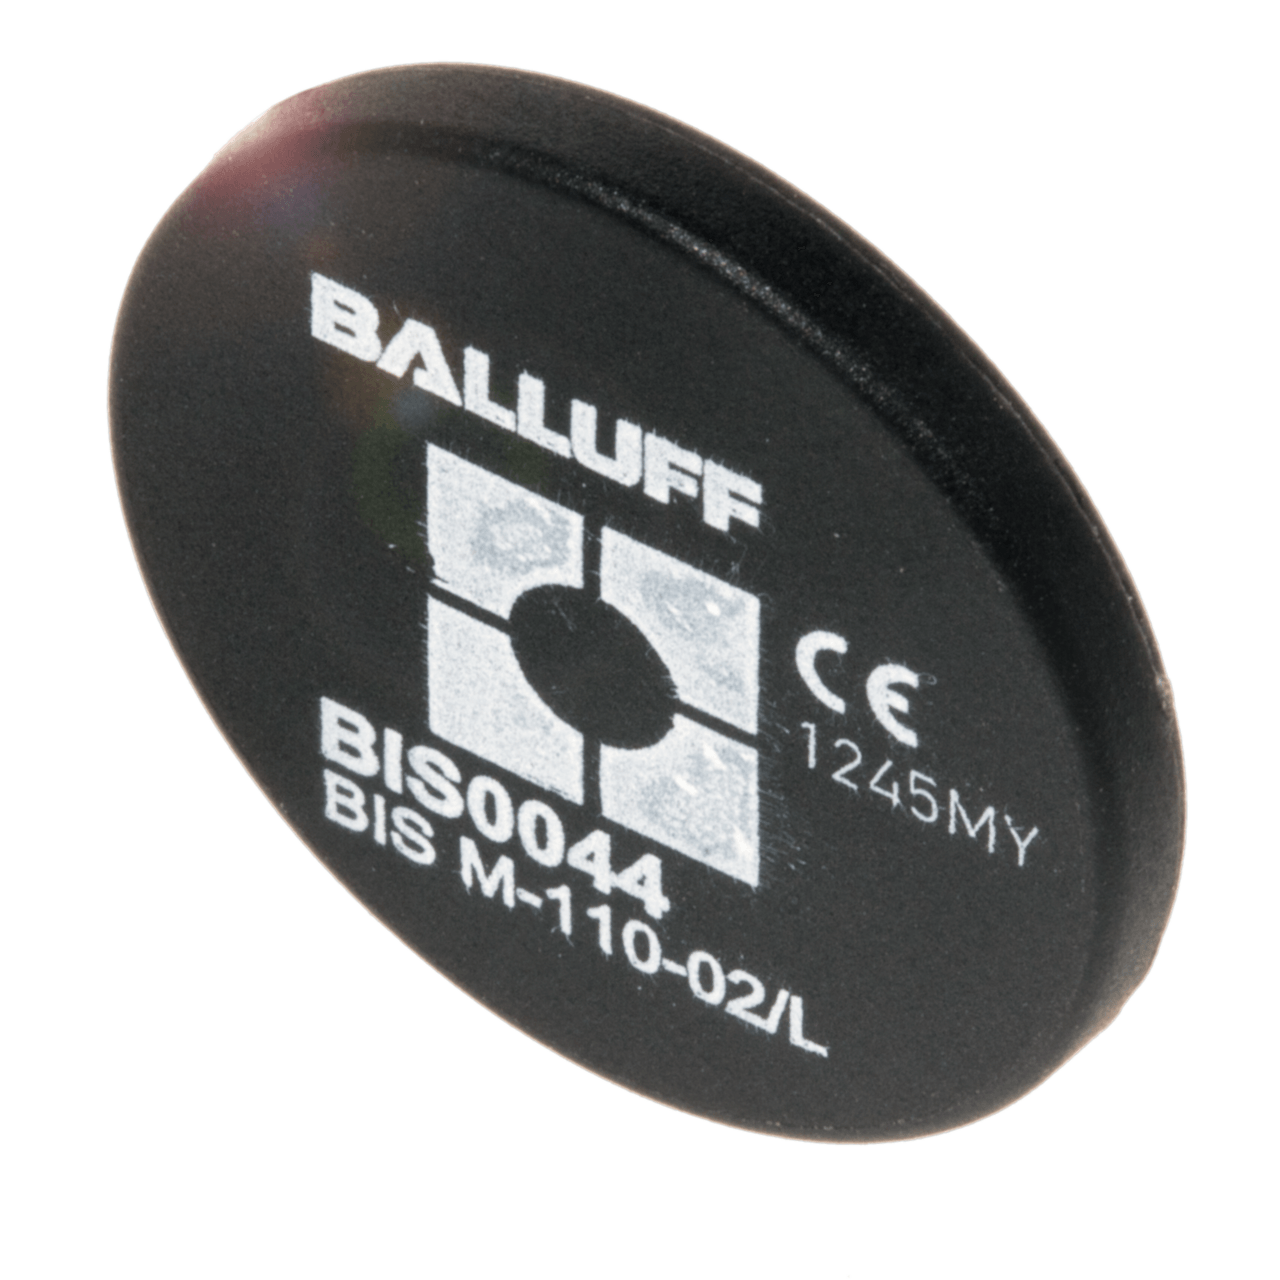 BALLUFF
CE
1245MY
BIS0044
BIS M-110-02/L